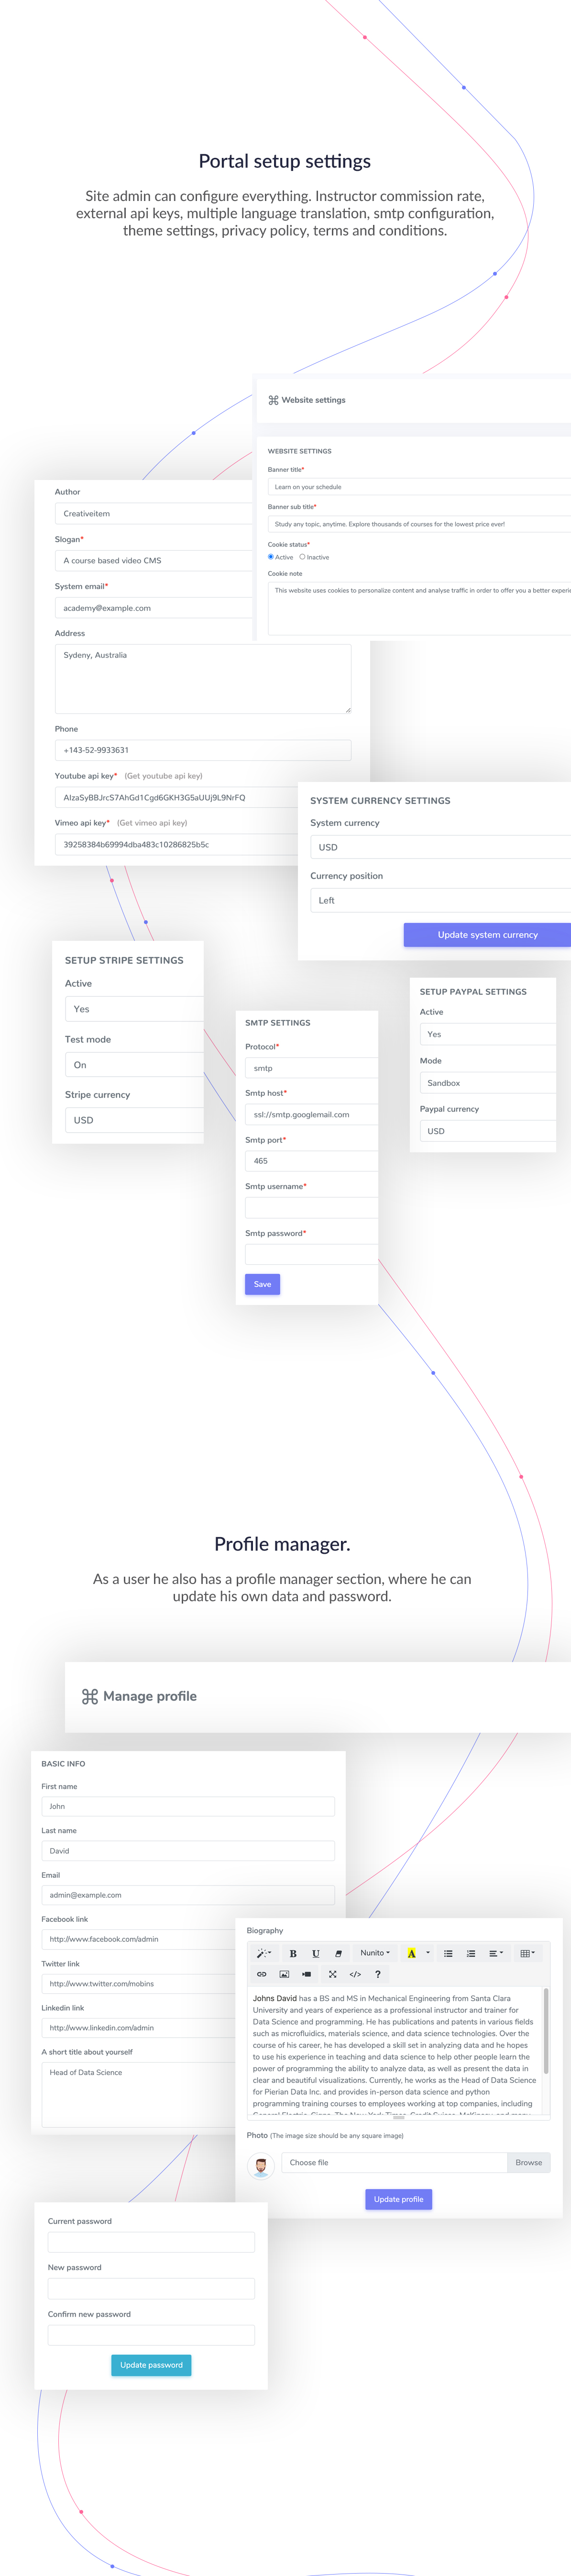 Portal setup settings
Site admin can configure everything. Instructor commission rate,
external api keys, multiple language translation, smtp configuration,
theme settings, privacy policy, terms and conditions.
Website settings
WEBSITE SETTINGS
Banner title*
Learn on your schedule
Banner sub title*
Study any topic, anytime. Explore thousands of courses for the lowest price ever!
Cookie status*
Active Inactive
Cookie note
This website uses cookies to personalize content and analyse traffic in order to offer you a better
Author
Creativeitem
Slogan*
A course based video CMS
System email*
academy@example.com
Address
Sydeny, Australia
Phone
+143-52-9933631
Youtube api key* (Get youtube api key)
AIzaSyBBJrcS7AhGd1Cgd6GKH3G5aUUj9L9NrFQ
Vimeo api key* (Get vimeo api key)
39258384b69994dba483c10286825b5c
SYSTEM CURRENCY SETTINGS
System currency
USD
Currency position
Left
Update system currency
SETUP STRIPE SETTINGS
Active
Yes
Test mode
On
Stripe currency
USD
SMTP SETTINGS
Protocol*
smtp
Smtp host*
ssl://smtp.googlemail.com
Smtp port*
465
Smtp username*
Smtp password*
Save
SETUP PAYPAL SETTINGS
Active
Yes
Mode
Sandbox
Paypal currency
USD
Profile manager.
As a user he also has a profile manager section, where he can
update his own data and password.
Manage profile
BASIC INFO
First name
John
Last name
David
Email
admin@example.com
Facebook link
http://www.facebook.com/admin
Twitter link
http://www.twitter.com/mobins
Linkedin link
http://www.linkedin.com/admin
A short title about yourself
Head of Data Science
Biography
B U Nunito A
</> ?
Johns David has a BS and MS in Mechanical Engineering from Santa Clara
University and years of experience as a professional instructor and trainer for
Data Science and programming. He has publications and patents in various fields
such as microfluidics, materials science, and data science technologies. Over the
course of his career, he has developed a skill set in analyzing data and he hopes
to use his experience in teaching and data science to help other people learn the
power of programming the ability to analyze data, as well as present the data in
clear and beautiful visualizations. Currently, he works as the Head of Data Science
for Pierian Data Inc. and provides in-person data science and python
programming training courses to employees working at top companies, including
General Electric, Cigna, The New York Times, Credit Suisse, McKinsey and many
Photo (The image size should be any square image)
Choose file Browse
Update profile
Current password
New password
Confirm new password
Update password